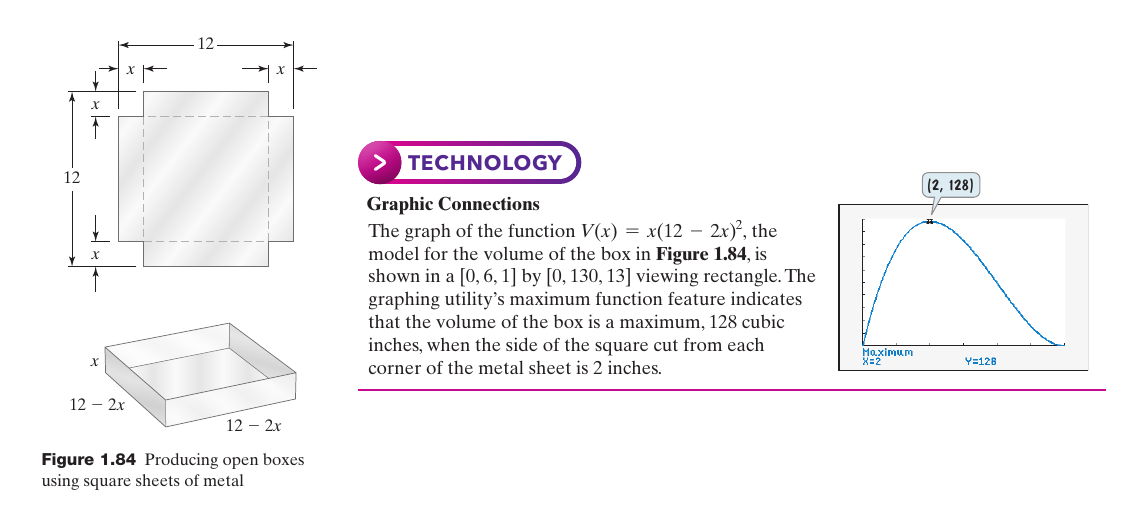 12
x
x
x
12
x
x
12 − 2x
12 − 2x
Figure 1.84 Producing open boxes
using square sheets of metal
> TECHNOLOGY
Graphic Connections
The graph of the function V(x) = x(12 − 2x)², the
model for the volume of the box in Figure 1.84, is
shown in a [0, 6, 1] by [0, 130, 13] viewing rectangle. The
graphing utility’s maximum function feature indicates
that the volume of the box is a maximum, 128 cubic
inches, when the side of the square cut from each
corner of the metal sheet is 2 inches.
(2, 128)
Maximum
X=2 Y=128